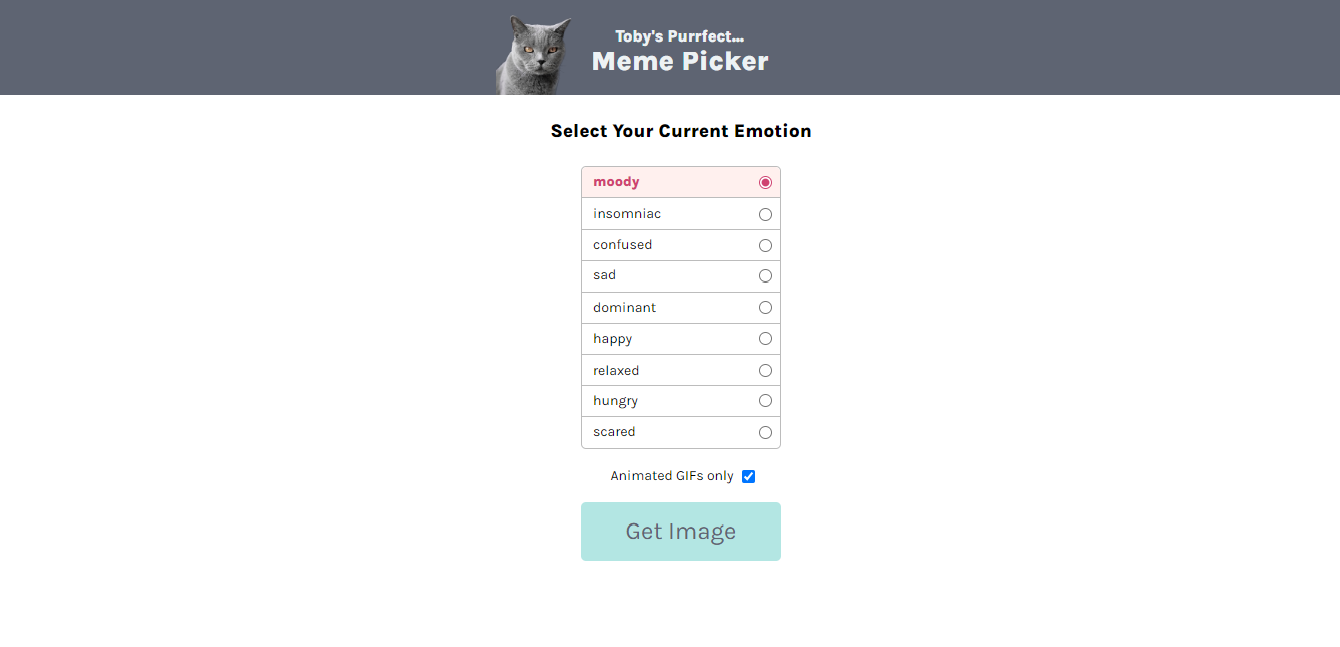 Toby's Purrfect...
Meme Picker
Select Your Current Emotion
moody
insomniac
confused
sad
dominant
happy
relaxed
hungry
scared
Animated GIFs only
Get Image